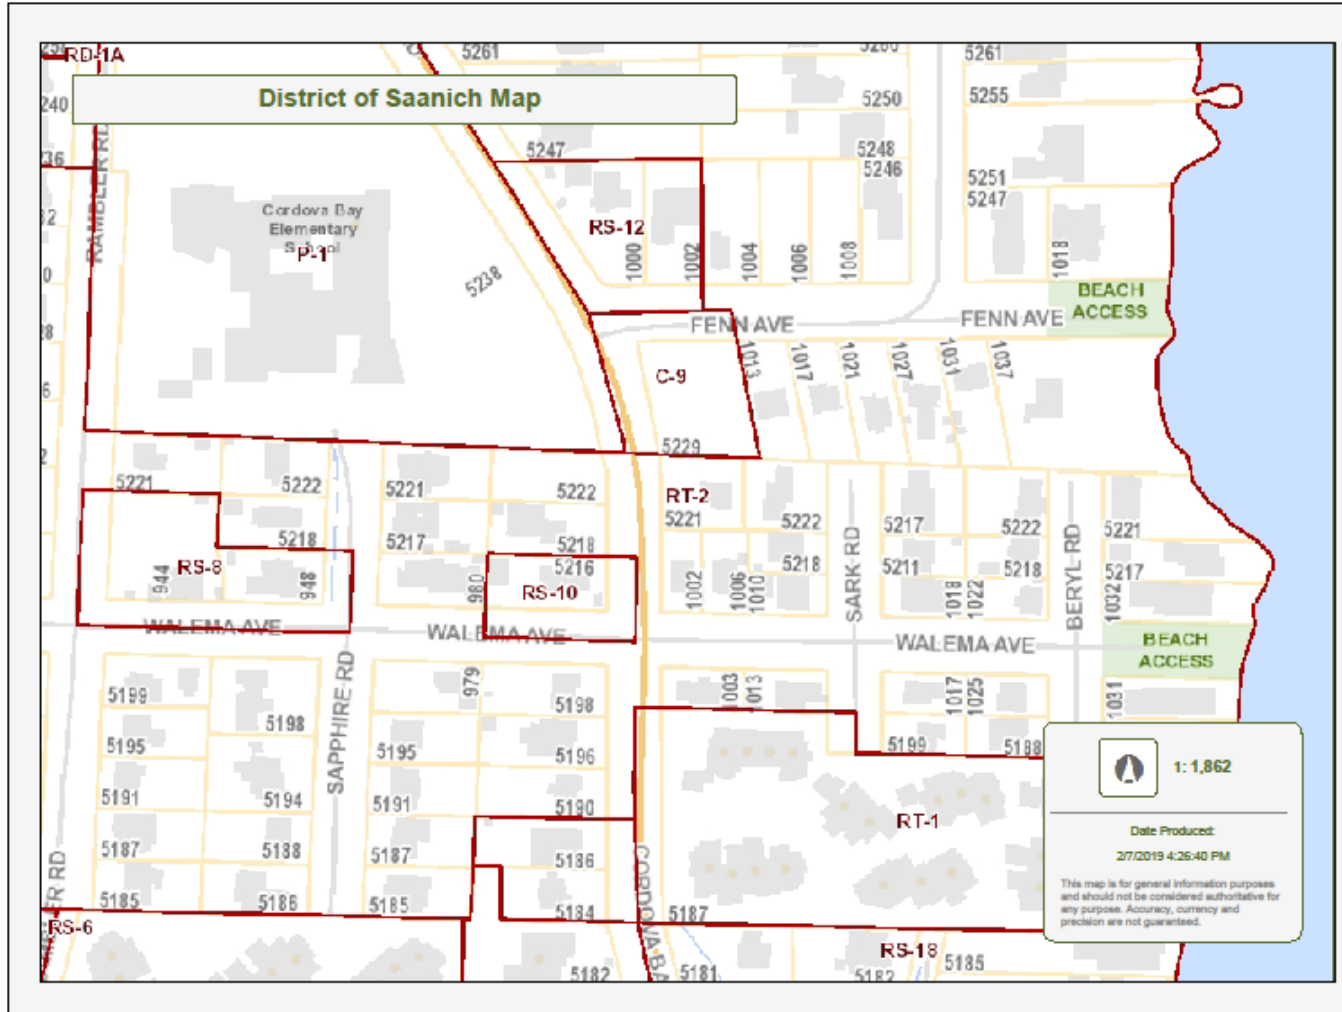 RD-1A
District of Saanich Map
5261
5261
5255
5250
240
5247
5248
5246
5251
5247
236
RAMBLER RD
Cordova Bay
Elementary
School
P-1
5238
RS-12
1000
1002
1004
1006
1008
1018
BEACH
ACCESS
FENN AVE
FENN AVE
C-9
1013
1017
1021
1027
1031
1037
5229
RT-2
5221
5222
5221
5222
5221
5222
5217
5222
5221
5218
5217
5218
5216
5218
5211
5218
5217
RS-8
944
948
980
RS-10
1002
1006
1010
SARK RD
1018
1022
BERYL RD
1032
WALEMA AVE
WALEMA AVE
WALEMA AVE
BEACH
ACCESS
5199
5198
SAPPHIRE RD
979
5198
1003
1013
1017
1025
1031
5195
5195
5196
5199
5188
5191
5194
5191
5190
RT-1
5187
5188
5187
5186
5185
5186
5185
5184
5187
CORDOVA BA
RS-6
RS-18
5182
5181
5182
5185
1: 1,862
Date Produced:
2/7/2019 4:26:40 PM
This map is for general information purposes
and should not be considered authoritative for
any purpose. Accuracy, currency and
precision are not guaranteed.